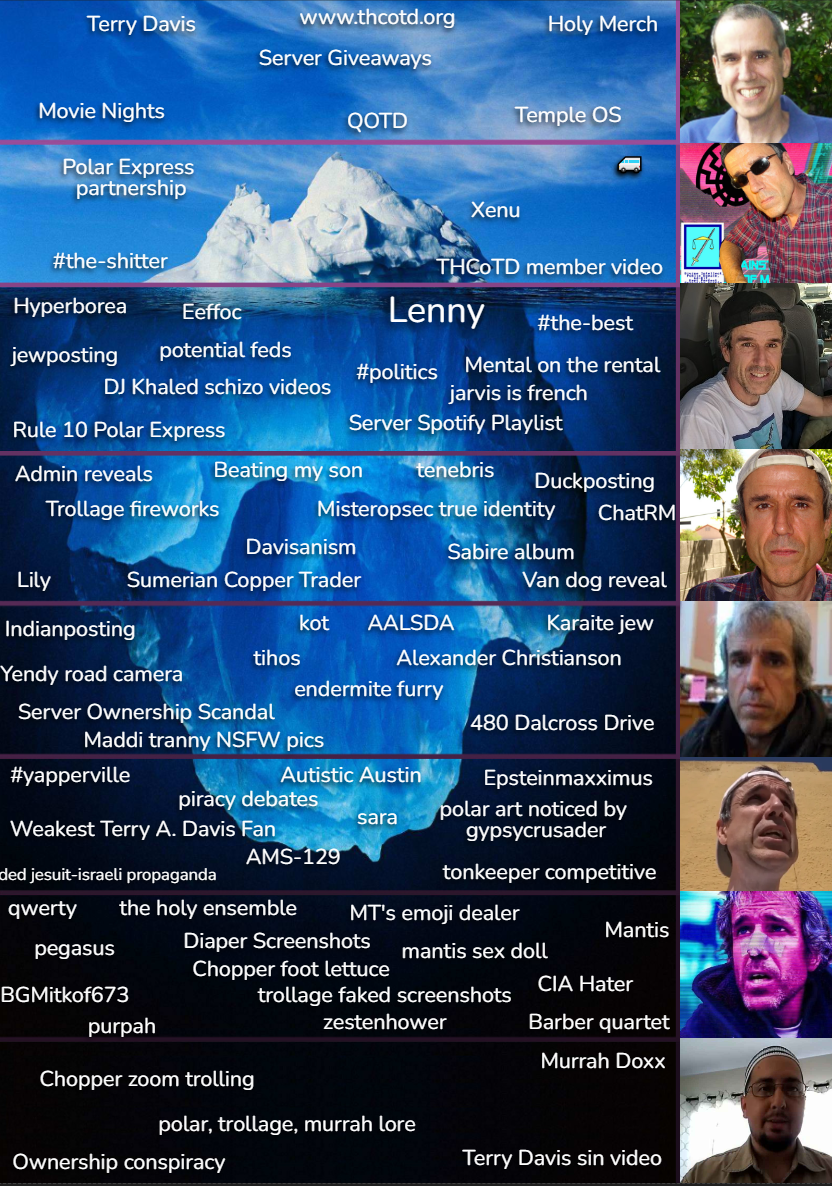 Terry Davis
www.thcotd.org
Holy Merch
Server Giveaways
Movie Nights
QOTD
Temple OS
Polar Express
partnership
Xenu
#the-shitter
THCoTD member video
Hyperborea
Eeffoc
Lenny
#the-best
jewposting
potential feds
#politics
Mental on the rental
DJ Khaled schizo videos
jarvis is french
Rule 10 Polar Express
Server Spotify Playlist
Admin reveals
Beating my son
tenebris
Duckposting
Trollage fireworks
Misteropsec true identity
ChatRM
Davisanism
Sabire album
Lily
Sumerian Copper Trader
Van dog reveal
Indianposting
kot
AALSDA
Karaite jew
tihos
Alexander Christianson
Yendy road camera
endermite furry
Server Ownership Scandal
480 Dalcross Drive
Maddi tranny NSFW pics
#yapperville
Autistic Austin
Epsteinmaxximus
piracy debates
sara
polar art noticed by
gypsycrusader
Weakest Terry A. Davis Fan
AMS-129
ded jesuit-israeli propaganda
tonkeeper competitive
qwerty
the holy ensemble
MT's emoji dealer
Mantis
pegasus
Diaper Screenshots
mantis sex doll
Chopper foot lettuce
CIA Hater
BGMitkof673
trollage faked screenshots
purpah
zestenhower
Barber quartet
Murrah Doxx
Chopper zoom trolling
polar, trollage, murrah lore
Ownership conspiracy
Terry Davis sin video